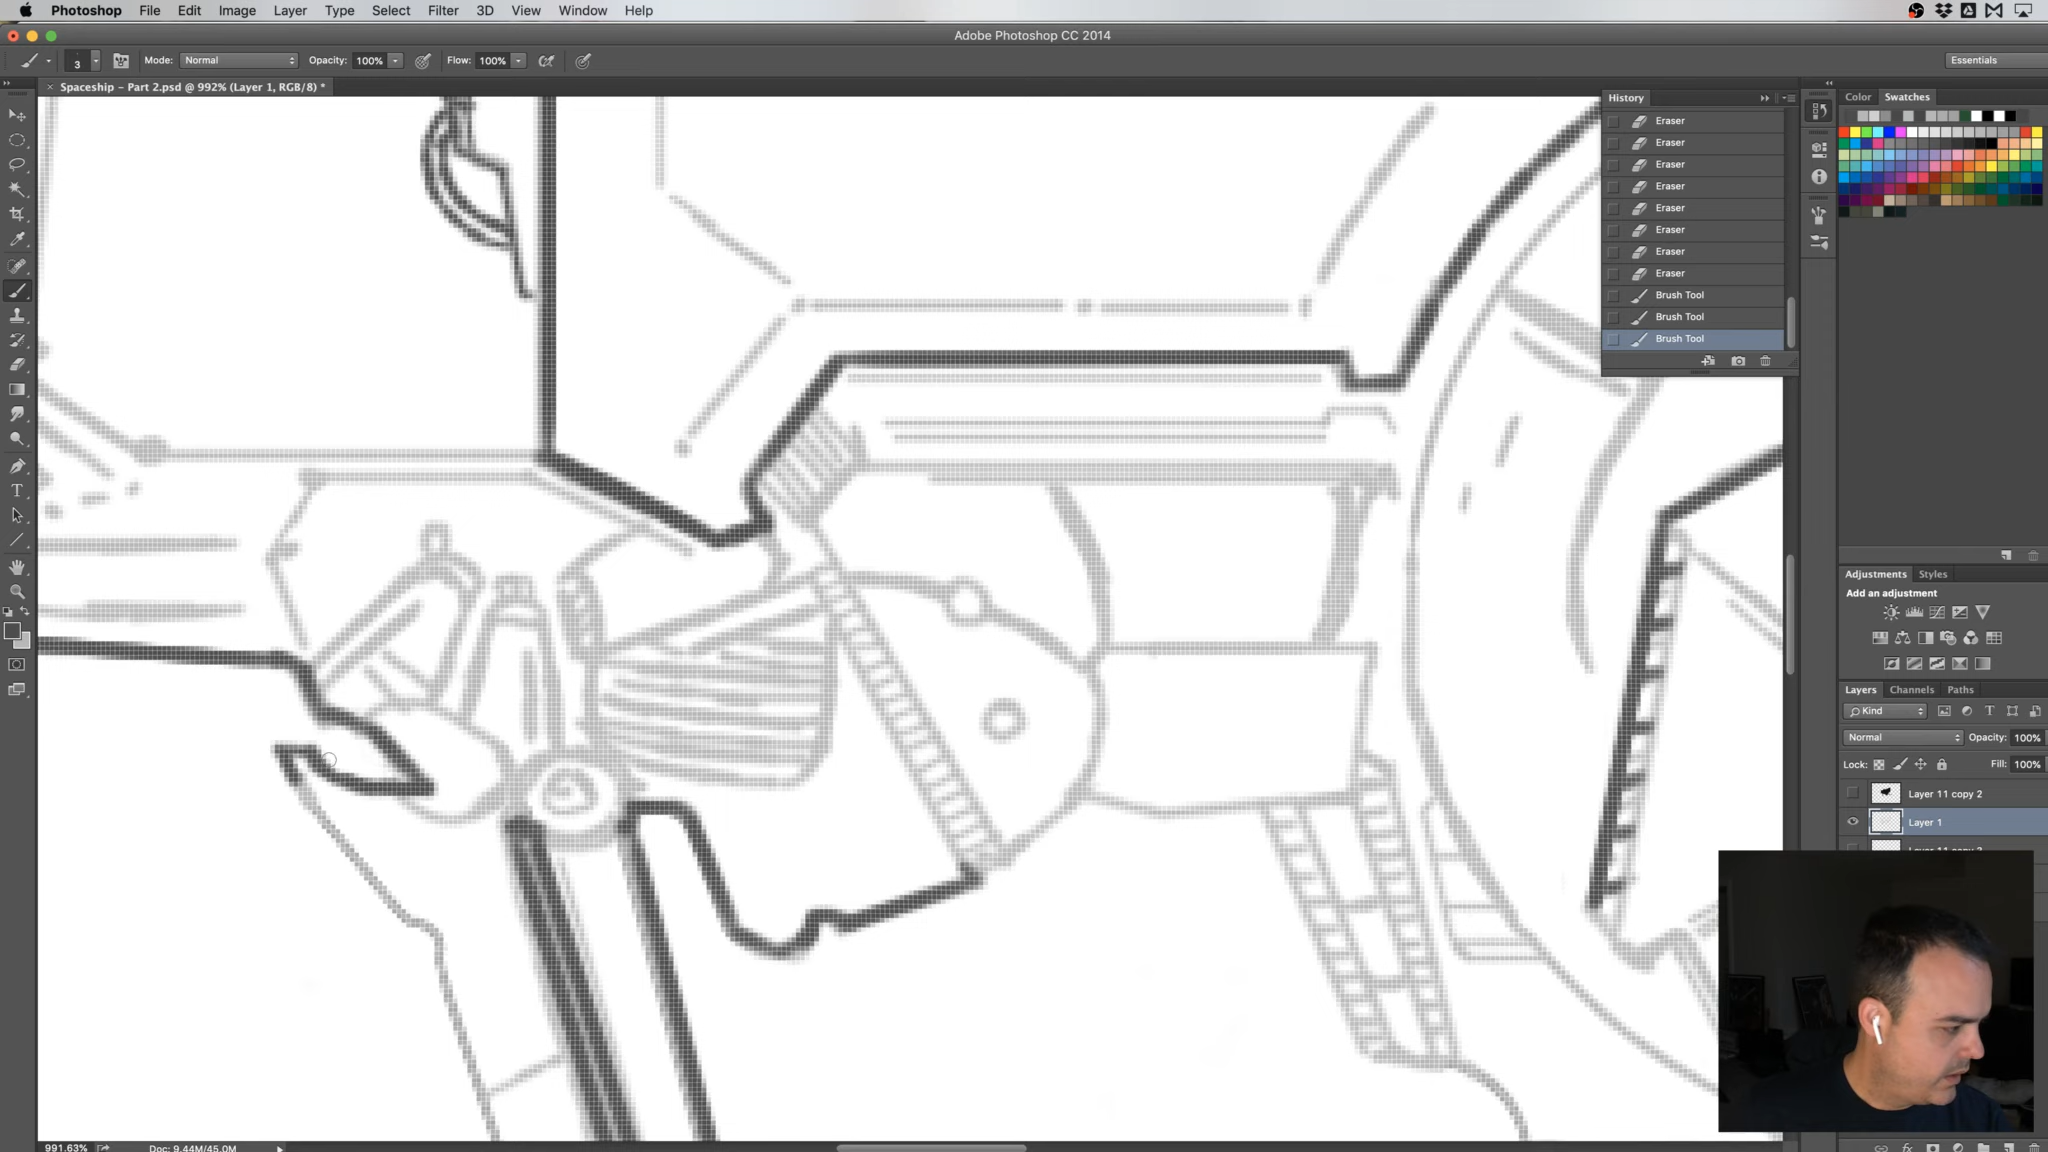 Photoshop File Edit Image Layer Type Select Filter 3D View Window Help
Adobe Photoshop CC 2014
3 Mode: Normal Opacity: 100% Flow: 100% Essentials
× Spaceship - Part 2.psd @ 992% (Layer 1, RGB/8) *
History
Eraser
Eraser
Eraser
Eraser
Eraser
Eraser
Eraser
Eraser
Brush Tool
Brush Tool
Brush Tool
Color Swatches
Adjustments Styles
Add an adjustment
Layers Channels Paths
Kind
Normal Opacity: 100%
Lock: Fill: 100%
Layer 11 copy 2
Layer 1
991.63% Doc: 9.44M/45.0M